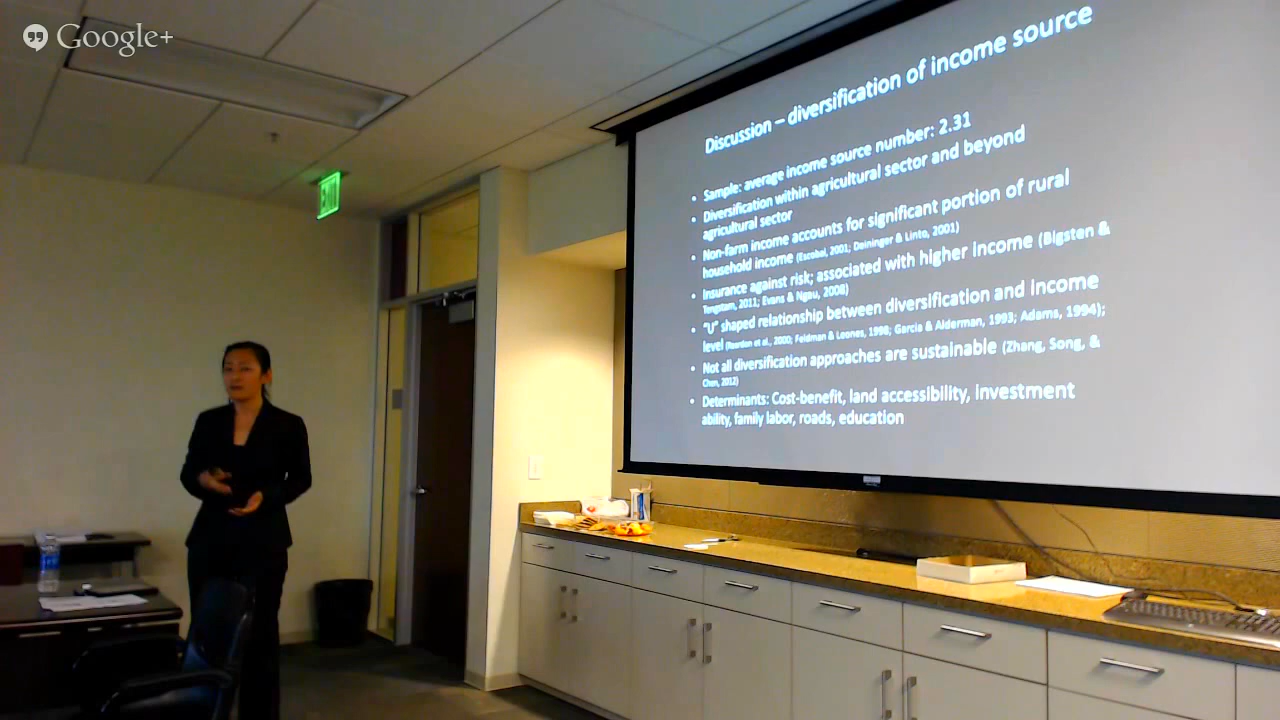 Google+
EXIT
Discussion – diversification of income source
• Sample: average income source number: 2.31
• Diversification within agricultural sector and beyond
agricultural sector
• Non-farm income accounts for significant portion of rural
household income (Escobal, 2001; Deininger & Linto, 2001)
• Insurance against risk; associated with higher income (Bigsten &
Tengstam, 2011; Evans & Ngau, 2008)
• “U” shaped relationship between diversification and income
level (Reardon et al., 2000; Feldman & Loones, 1998; Garcia & Alderman, 1993; Adams, 1994);
• Not all diversification approaches are sustainable (Zhang, Song, &
Chen, 2012)
• Determinants: Cost-benefit, land accessibility, investment
ability, family labor, roads, education